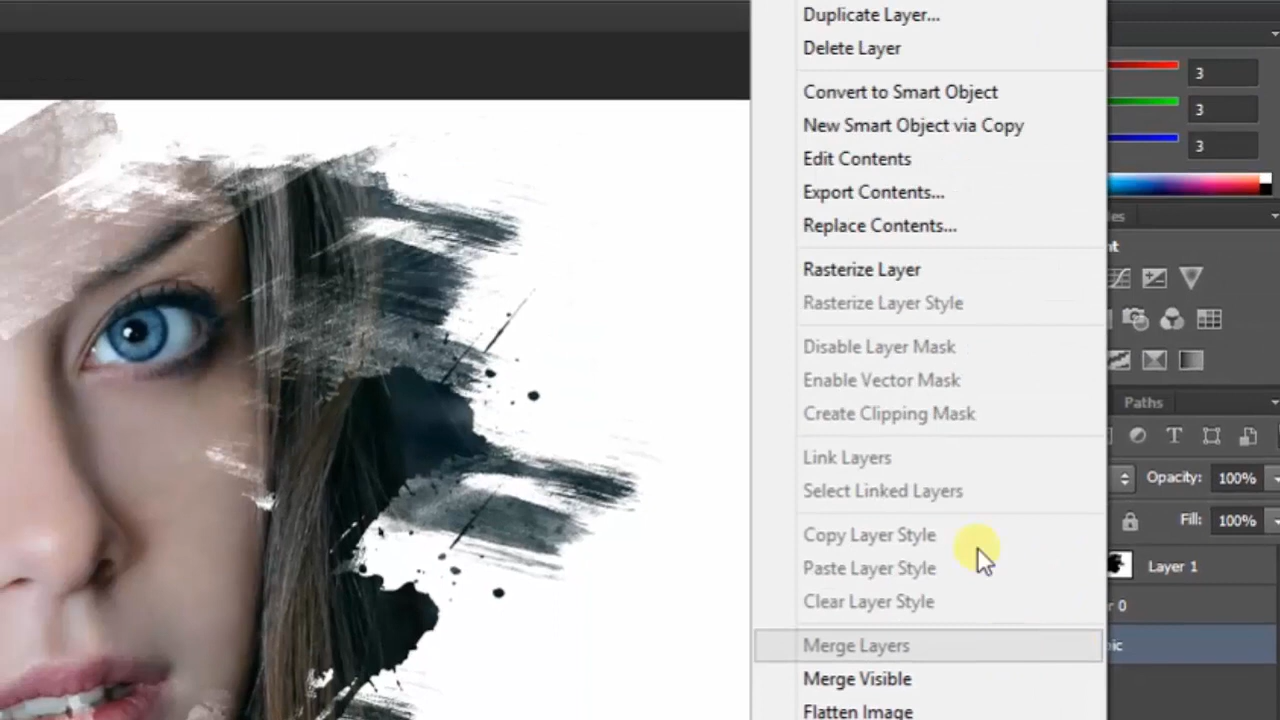 Duplicate Layer...
Delete Layer
Convert to Smart Object
New Smart Object via Copy
Edit Contents
Export Contents...
Replace Contents...
Rasterize Layer
Rasterize Layer Style
Disable Layer Mask
Enable Vector Mask
Create Clipping Mask
Link Layers
Select Linked Layers
Copy Layer Style
Paste Layer Style
Clear Layer Style
Merge Layers
Merge Visible
Flatten Image
3
3
3
Paths
Opacity: 100%
Fill: 100%
Layer 1
0